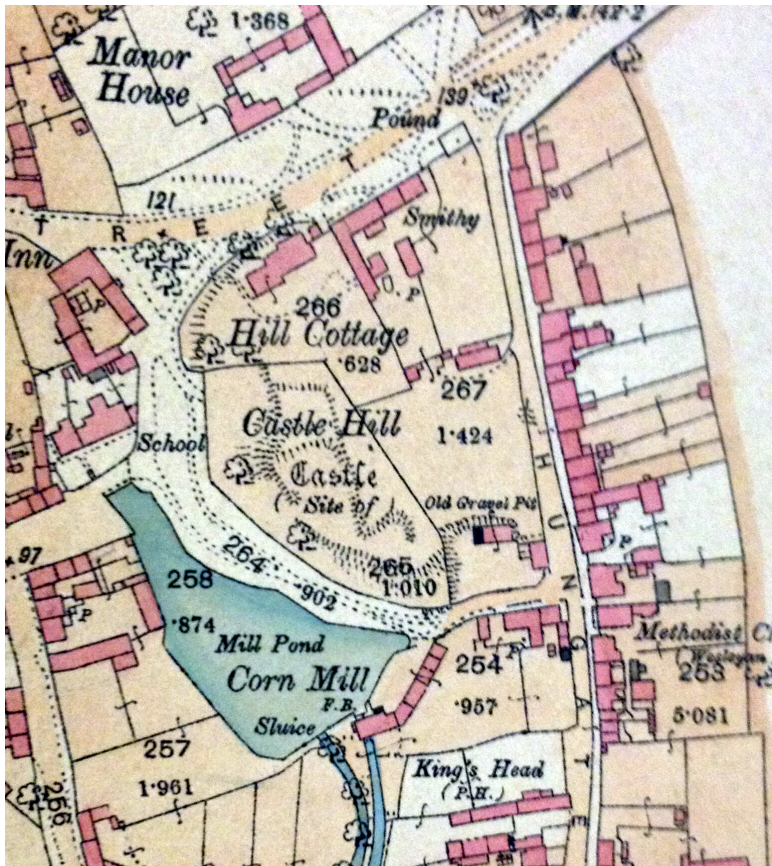 B.M. 142·2
1·368
Manor
House
139
Pound
121
T R E E T
Inn
Smithy
P
P
266
Hill Cottage
·628
267
1·424
Castle Hill
School
Castle
(Site of)
Old Gravel Pit
H U N G A T E
P
97
264
·902
265
1·010
258
·874
P
Mill Pond
Corn Mill
F.B.
Sluice
254
P
·957
Methodist C
(Wesleyan
253
5·081
257
1·961
256
King's Head
(P.H.)